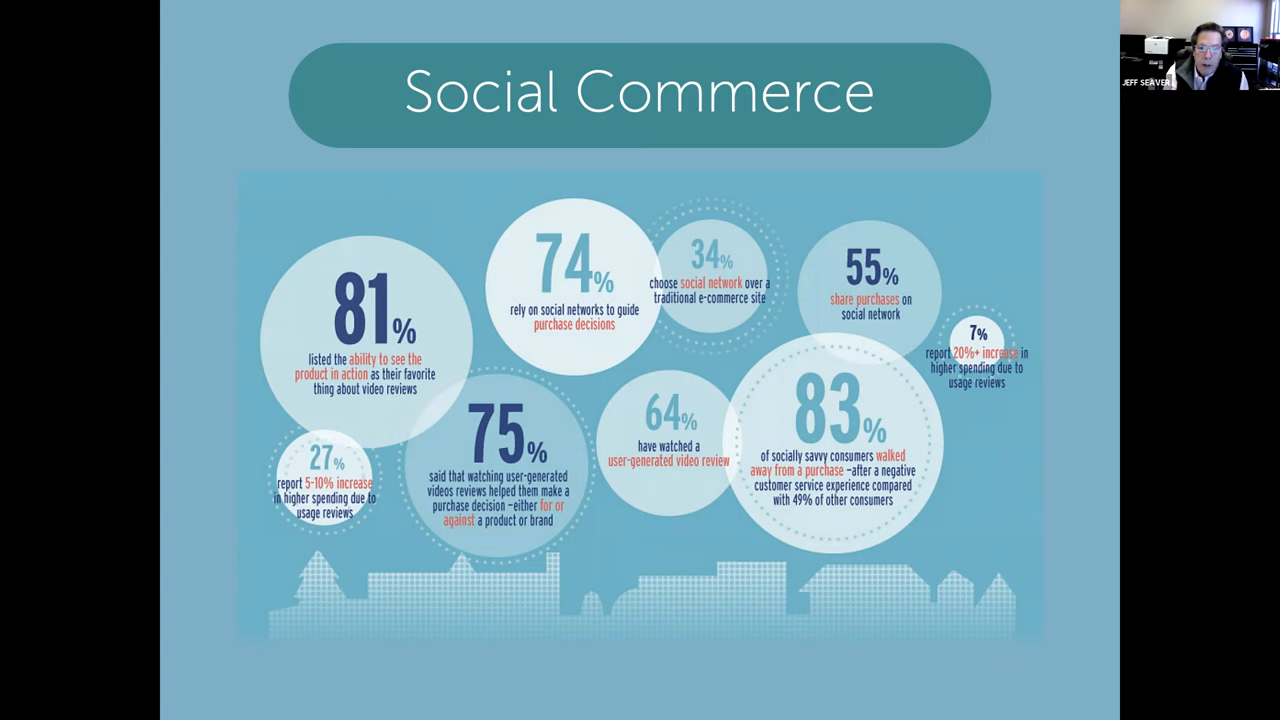 Social Commerce
JEFF SEAVER
81%
listed the ability to see the
product in action as their favorite
thing about video reviews
74%
rely on social networks to guide
purchase decisions
34%
choose social network over a
traditional e-commerce site
55%
share purchases on
social network
7%
report 20%+ increase in
higher spending due to
usage reviews
27%
report 5-10% increase
in higher spending due to
usage reviews
75%
said that watching user-generated
videos reviews helped them make a
purchase decision –either for or
against a product or brand
64%
have watched a
user-generated video review
83%
of socially savvy consumers walked
away from a purchase –after a negative
customer service experience compared
with 49% of other consumers